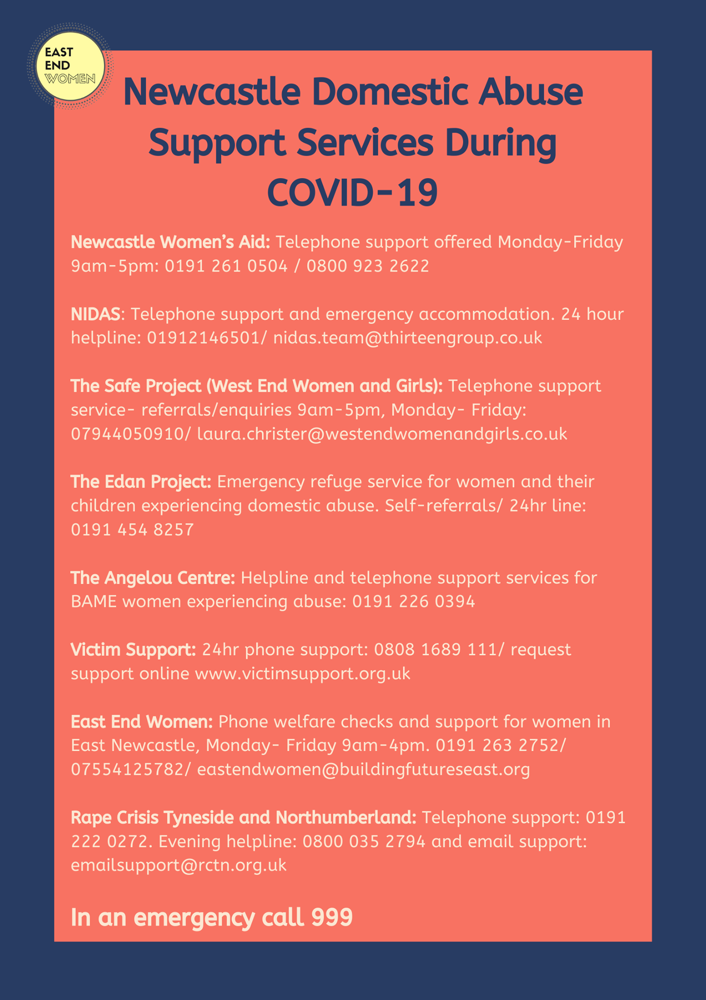 EAST
END
WOMEN
Newcastle Domestic Abuse
Support Services During
COVID-19
Newcastle Women's Aid: Telephone support offered Monday-Friday
9am-5pm: 0191 261 0504 / 0800 923 2622
NIDAS: Telephone support and emergency accommodation. 24 hour
helpline: 01912146501/ nidas.team@thirteengroup.co.uk
The Safe Project (West End Women and Girls): Telephone support
service- referrals/enquiries 9am-5pm, Monday- Friday:
07944050910/ laura.christer@westendwomenandgirls.co.uk
The Edan Project: Emergency refuge service for women and their
children experiencing domestic abuse. Self-referrals/ 24hr line:
0191 454 8257
The Angelou Centre: Helpline and telephone support services for
BAME women experiencing abuse: 0191 226 0394
Victim Support: 24hr phone support: 0808 1689 111/ request
support online www.victimsupport.org.uk
East End Women: Phone welfare checks and support for women in
East Newcastle, Monday- Friday 9am-4pm. 0191 263 2752/
07554125782/ eastendwomen@buildingfutureseast.org
Rape Crisis Tyneside and Northumberland: Telephone support: 0191
222 0272. Evening helpline: 0800 035 2794 and email support:
emailsupport@rctn.org.uk
In an emergency call 999